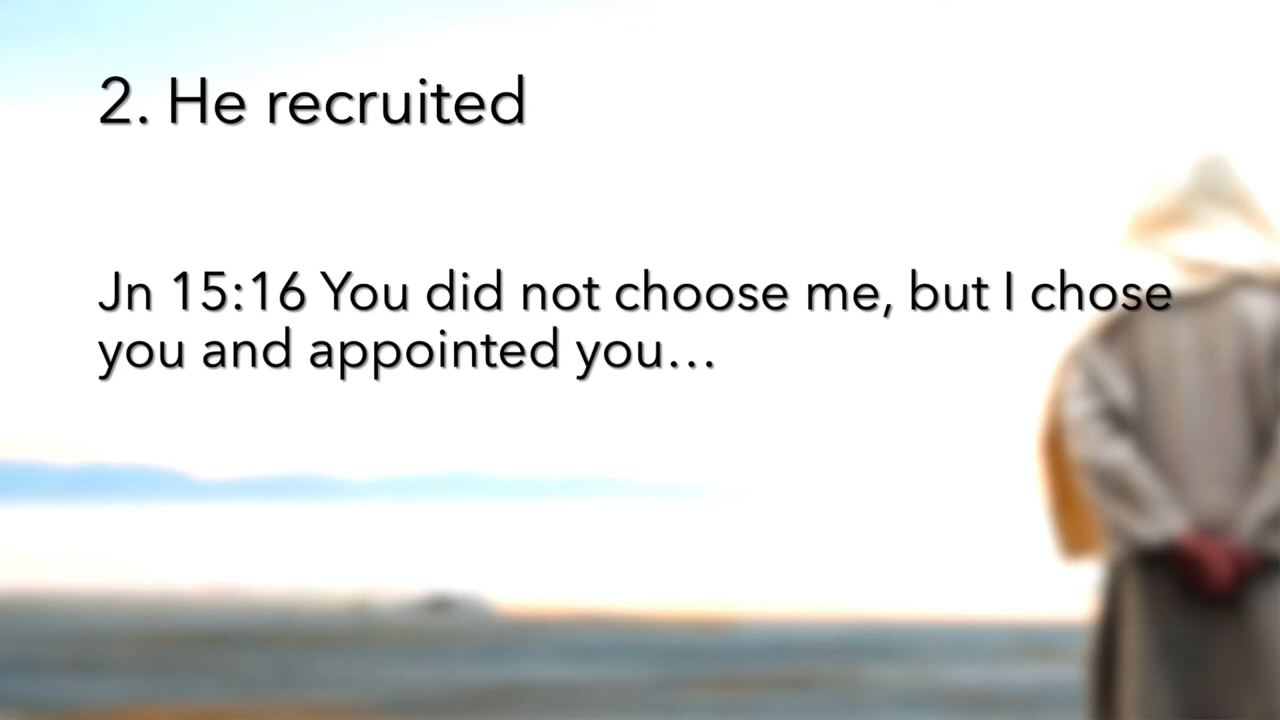 2. He recruited
Jn 15:16 You did not choose me, but I chose
you and appointed you…